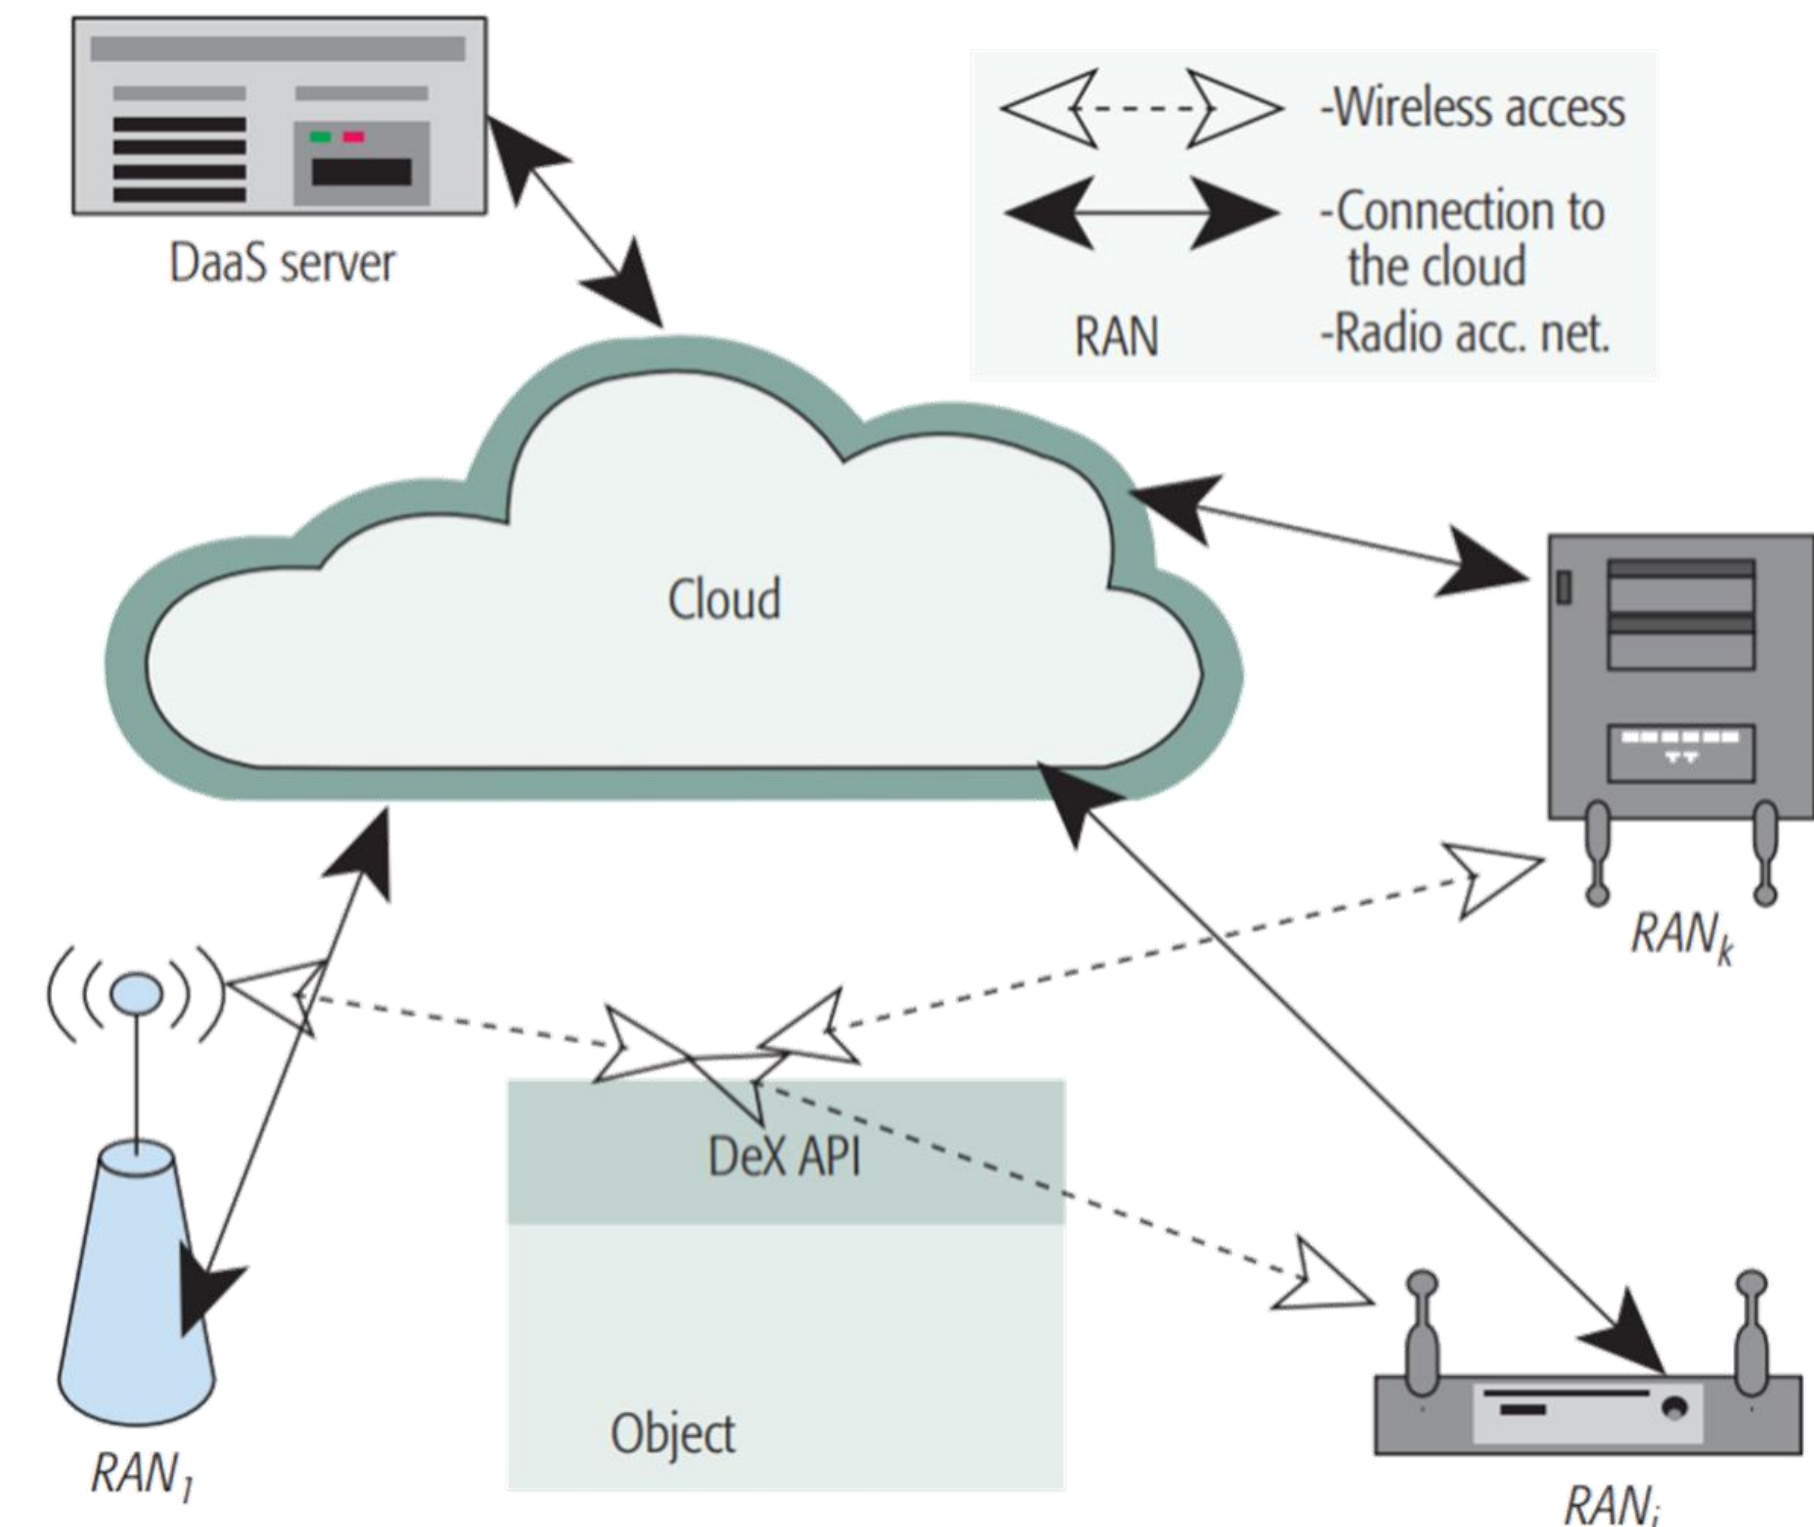 DaaS server
-Wireless access
-Connection to
the cloud
RAN
-Radio acc. net.
Cloud
RANk
DeX API
Object
RAN1
RANi